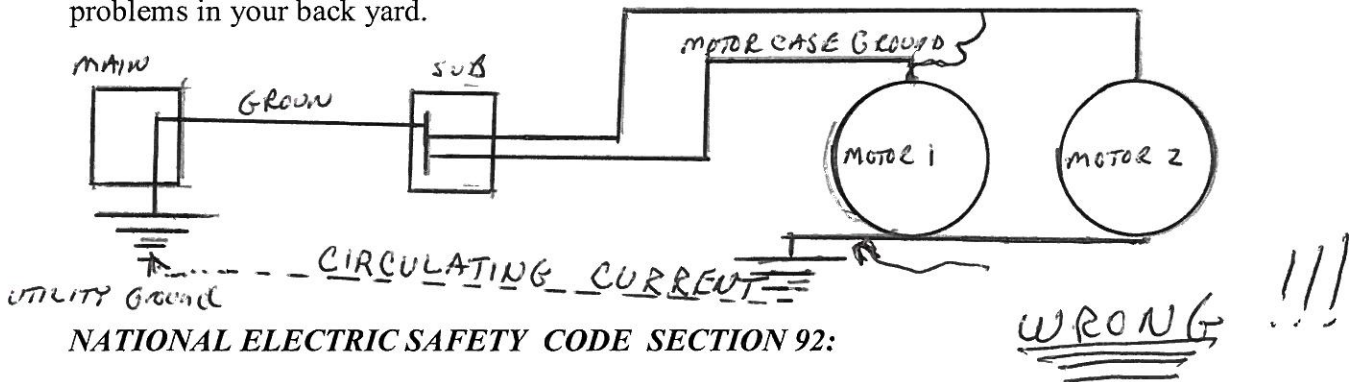 problems in your back yard.
MOTOR CASE GROUND
MAIN
SUB
GROUN
MOTOR 1
MOTOR 2
CIRCULATING CURRENT
UTILITY Ground
WRONG !!!
NATIONAL ELECTRIC SAFETY CODE SECTION 92: